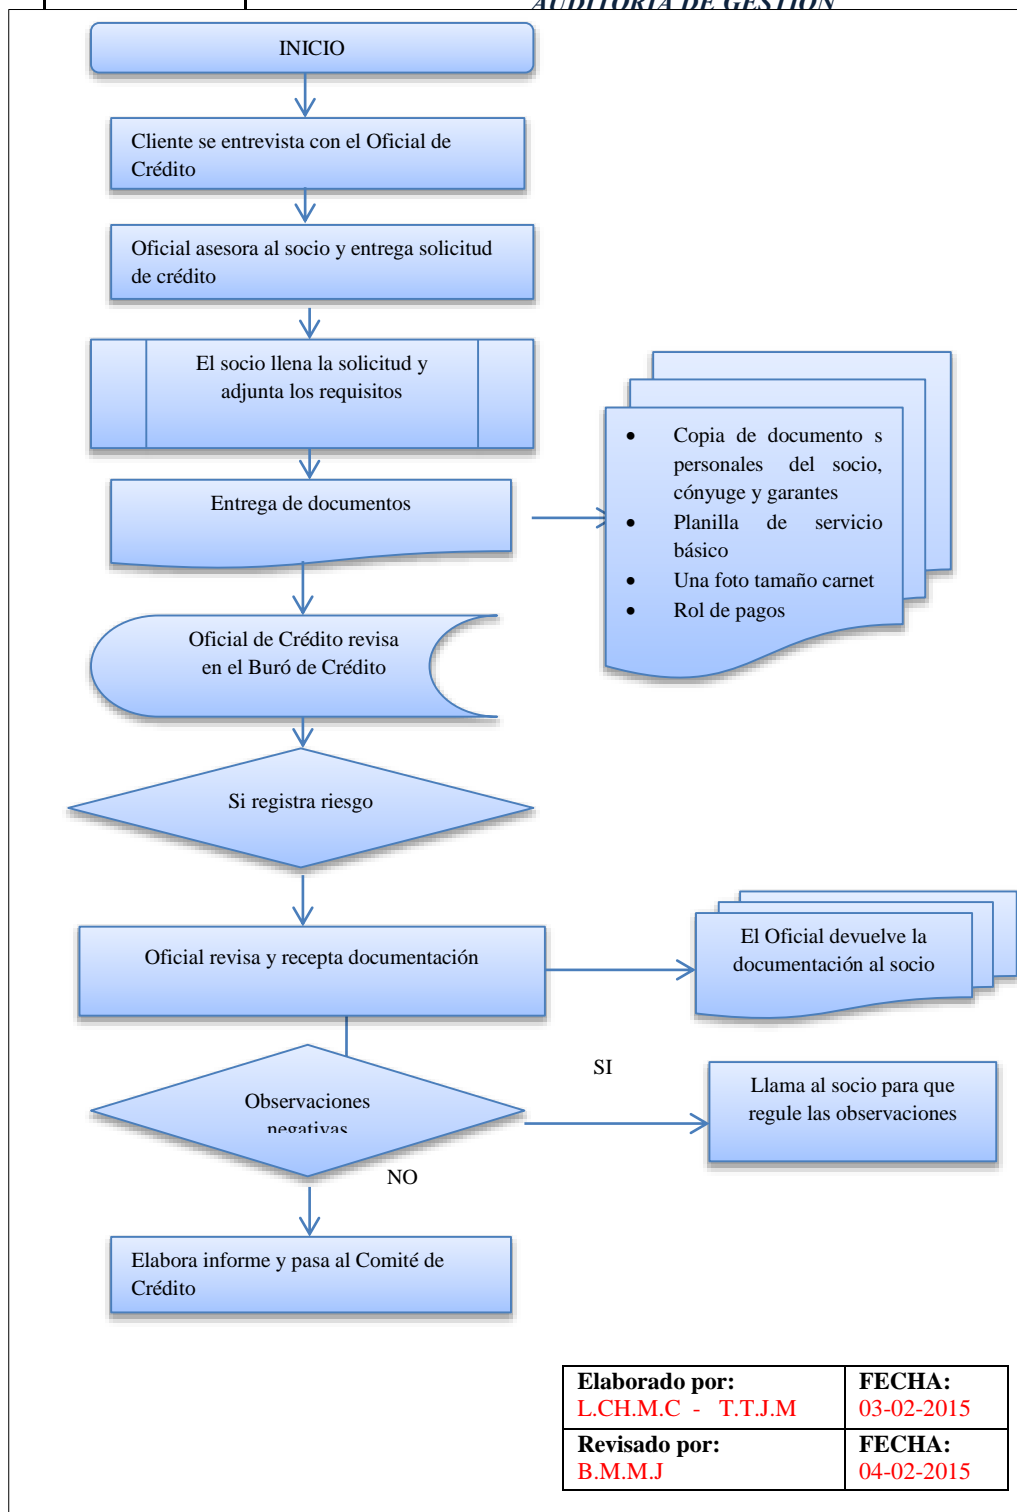 AUDITORIA DE GESTIÓN
INICIO
Cliente se entrevista con el Oficial de
Crédito
Oficial asesora al socio y entrega solicitud
de crédito
El socio llena la solicitud y
adjunta los requisitos
• Copia de documento s
personales del socio,
cónyuge y garantes
• Planilla de servicio
básico
• Una foto tamaño carnet
• Rol de pagos
Entrega de documentos
Oficial de Crédito revisa
en el Buró de Crédito
Si registra riesgo
Oficial revisa y recepta documentación
El Oficial devuelve la
documentación al socio
SI
Observaciones
negativas
Llama al socio para que
regule las observaciones
NO
Elabora informe y pasa al Comité de
Crédito
Elaborado por:
L.CH.M.C - T.T.J.M
FECHA:
03-02-2015
Revisado por:
B.M.M.J
FECHA:
04-02-2015